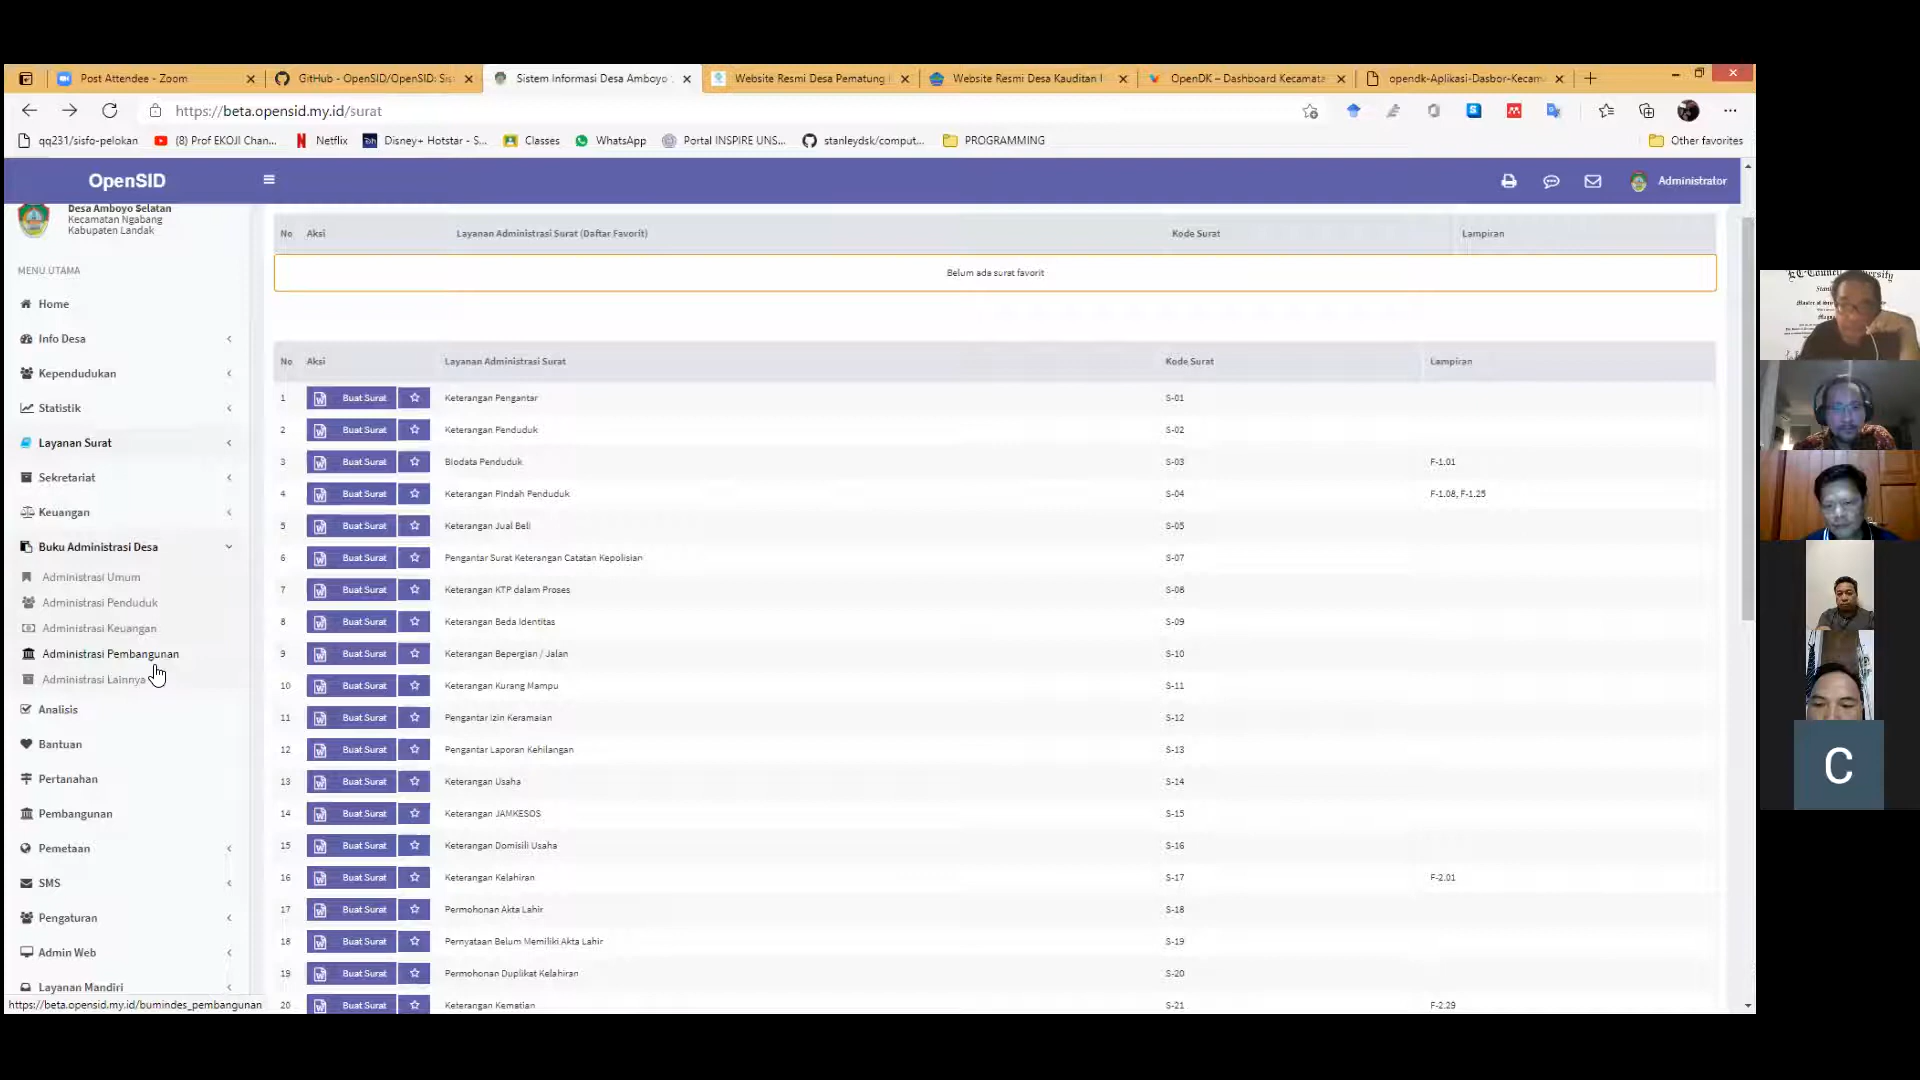 Post Attendee - Zoom
GitHub - OpenSID/OpenSID: Sis
Sistem Informasi Desa Amboyo
Website Resmi Desa Pematung
Website Resmi Desa Kauditan I
OpenDK – Dashboard Kecamata
opendk-Aplikasi-Dasbor-Kecam
https://beta.opensid.my.id/surat
qq231/sisfo-pelokan
(8) Prof EKOJI Chan...
Netflix
Disney+ Hotstar - S...
Classes
WhatsApp
Portal INSPIRE UNS...
stanleydsk/comput...
PROGRAMMING
Other favorites
OpenSID
Administrator
Desa Amboyo Selatan
Kecamatan Ngabang
Kabupaten Landak
MENU UTAMA
Home
Info Desa
Kependudukan
Statistik
Layanan Surat
Sekretariat
Keuangan
Buku Administrasi Desa
Administrasi Umum
Administrasi Penduduk
Administrasi Keuangan
Administrasi Pembangunan
Administrasi Lainnya
Analisis
Bantuan
Pertanahan
Pembangunan
Pemetaan
SMS
Pengaturan
Admin Web
Layanan Mandiri
https://beta.opensid.my.id/bumindes_pembangunan
No Aksi Layanan Administrasi Surat (Daftar Favorit) Kode Surat Lampiran
Belum ada surat favorit
No Aksi Layanan Administrasi Surat Kode Surat Lampiran
1 Buat Surat Keterangan Pengantar S-01
2 Buat Surat Keterangan Penduduk S-02
3 Buat Surat Biodata Penduduk S-03 F-1.01
4 Buat Surat Keterangan Pindah Penduduk S-04 F-1.08, F-1.25
5 Buat Surat Keterangan Jual Beli S-05
6 Buat Surat Pengantar Surat Keterangan Catatan Kepolisian S-07
7 Buat Surat Keterangan KTP dalam Proses S-08
8 Buat Surat Keterangan Beda Identitas S-09
9 Buat Surat Keterangan Bepergian / Jalan S-10
10 Buat Surat Keterangan Kurang Mampu S-11
11 Buat Surat Pengantar Izin Keramaian S-12
12 Buat Surat Pengantar Laporan Kehilangan S-13
13 Buat Surat Keterangan Usaha S-14
14 Buat Surat Keterangan JAMKESOS S-15
15 Buat Surat Keterangan Domisili Usaha S-16
16 Buat Surat Keterangan Kelahiran S-17 F-2.01
17 Buat Surat Permohonan Akta Lahir S-18
18 Buat Surat Pernyataan Belum Memiliki Akta Lahir S-19
19 Buat Surat Permohonan Duplikat Kelahiran S-20
20 Buat Surat Keterangan Kematian S-21 F-2.29
C